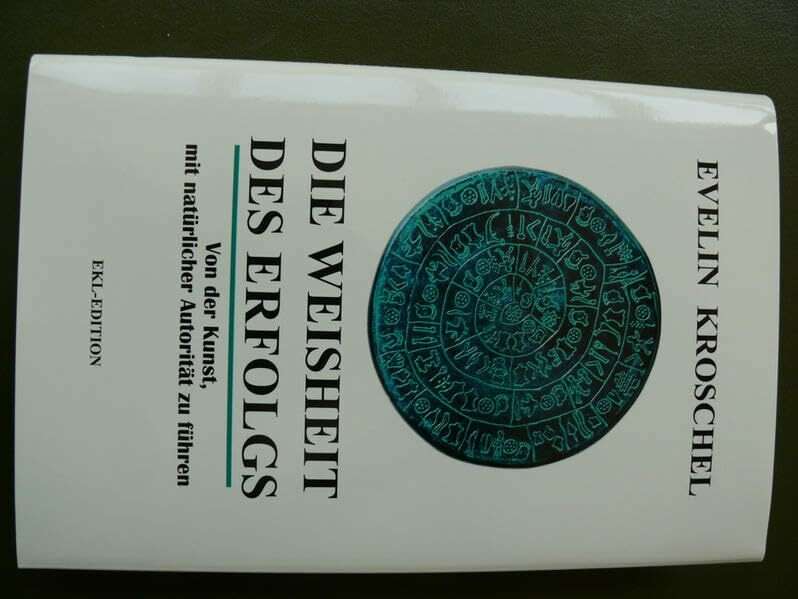 EVELIN KROSCHEL
DIE WEISHEIT
DES ERFOLGS
Von der Kunst,
mit natürlicher Autorität zu führen
EKL-EDITION